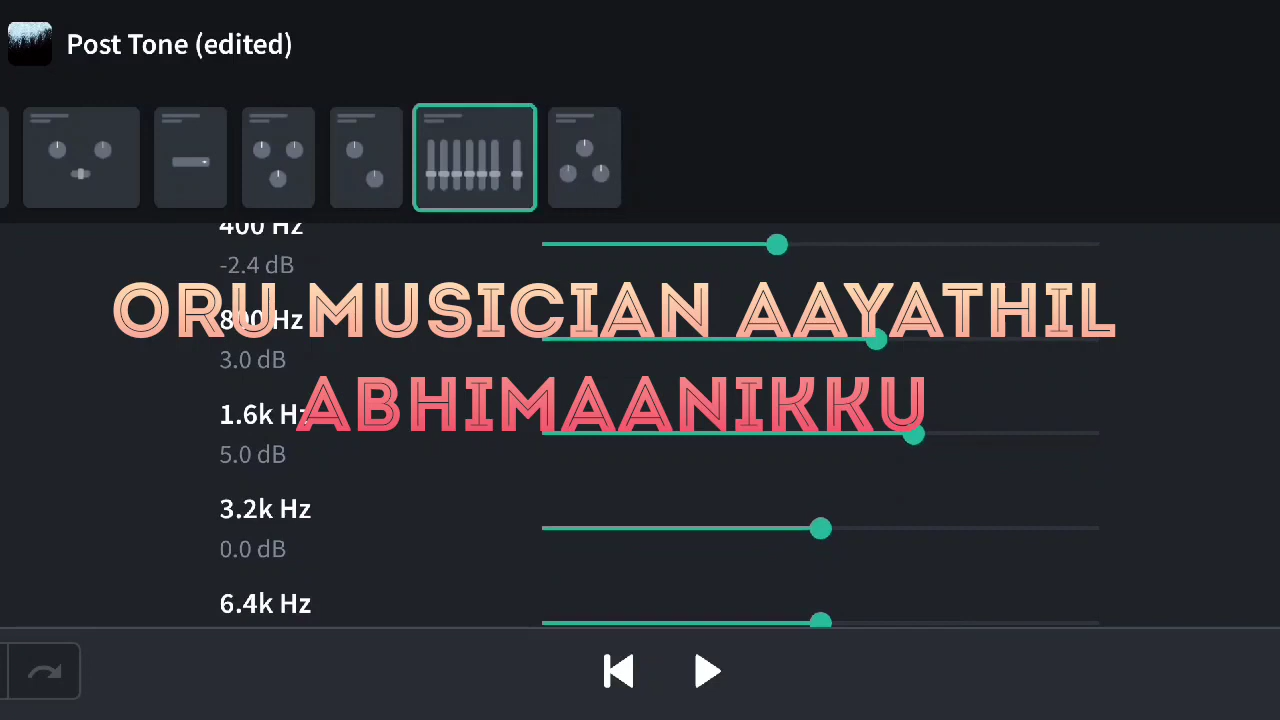 Post Tone (edited)
400 Hz
-2.4 dB
ORU MUSICIAN AAYATHIL
800 Hz
3.0 dB
ABHIMAANIKKU
1.6k Hz
5.0 dB
3.2k Hz
0.0 dB
6.4k Hz